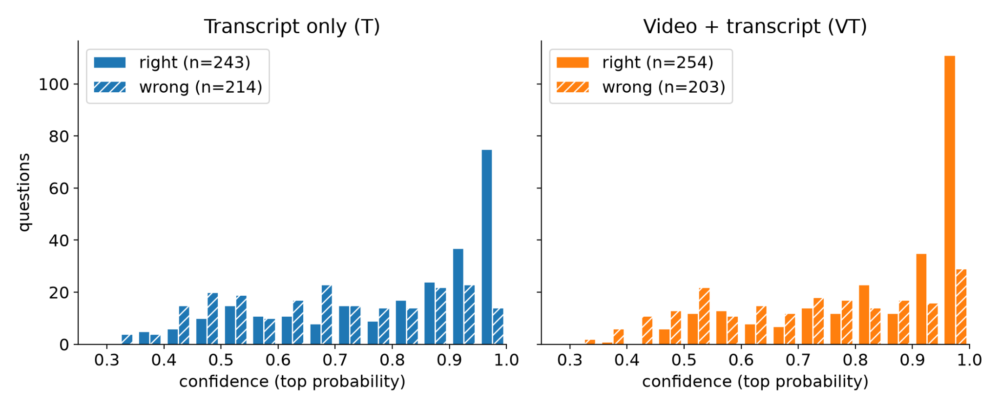 Transcript only (T)
right (n=243)
wrong (n=214)
100
80
60
40
20
0
questions
0.3 0.4 0.5 0.6 0.7 0.8 0.9 1.0
confidence (top probability)
Video + transcript (VT)
right (n=254)
wrong (n=203)
0.3 0.4 0.5 0.6 0.7 0.8 0.9 1.0
confidence (top probability)